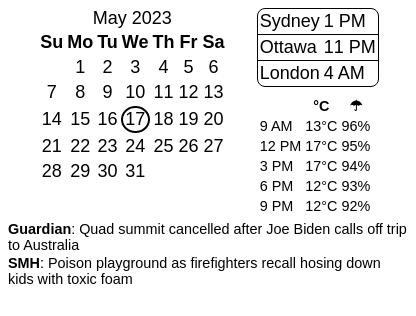 May 2023
Su Mo Tu We Th Fr Sa
1 2 3 4 5 6
7 8 9 10 11 12 13
14 15 16 17 18 19 20
21 22 23 24 25 26 27
28 29 30 31
Sydney 1 PM
Ottawa 11 PM
London 4 AM
°C ☂
9 AM 13°C 96%
12 PM 17°C 95%
3 PM 17°C 94%
6 PM 12°C 93%
9 PM 12°C 92%
Guardian: Quad summit cancelled after Joe Biden calls off trip
to Australia
SMH: Poison playground as firefighters recall hosing down
kids with toxic foam